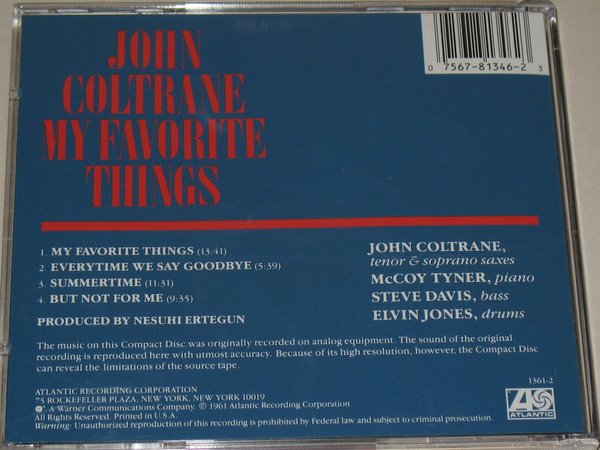 JOHN
COLTRANE
MY FAVORITE
THINGS
0 7567-81346-2 3
1. MY FAVORITE THINGS (13:41)
2. EVERYTIME WE SAY GOODBYE (5:39)
3. SUMMERTIME (11:31)
4. BUT NOT FOR ME (9:35)
PRODUCED BY NESUHI ERTEGUN
JOHN COLTRANE,
tenor & soprano saxes
McCOY TYNER, piano
STEVE DAVIS, bass
ELVIN JONES, drums
The music on this Compact Disc was originally recorded on analog equipment. The sound of the original
recording is reproduced here with utmost accuracy. Because of its high resolution, however, the Compact Disc
can reveal the limitations of the source tape.
1361-2
ATLANTIC RECORDING CORPORATION
75 ROCKEFELLER PLAZA, NEW YORK, NEW YORK 10019
A Warner Communications Company. © 1961 Atlantic Recording Corporation
All Rights Reserved. Printed in U.S.A.
Warning: Unauthorized reproduction of this recording is prohibited by Federal law and subject to criminal prosecution.
ATLANTIC